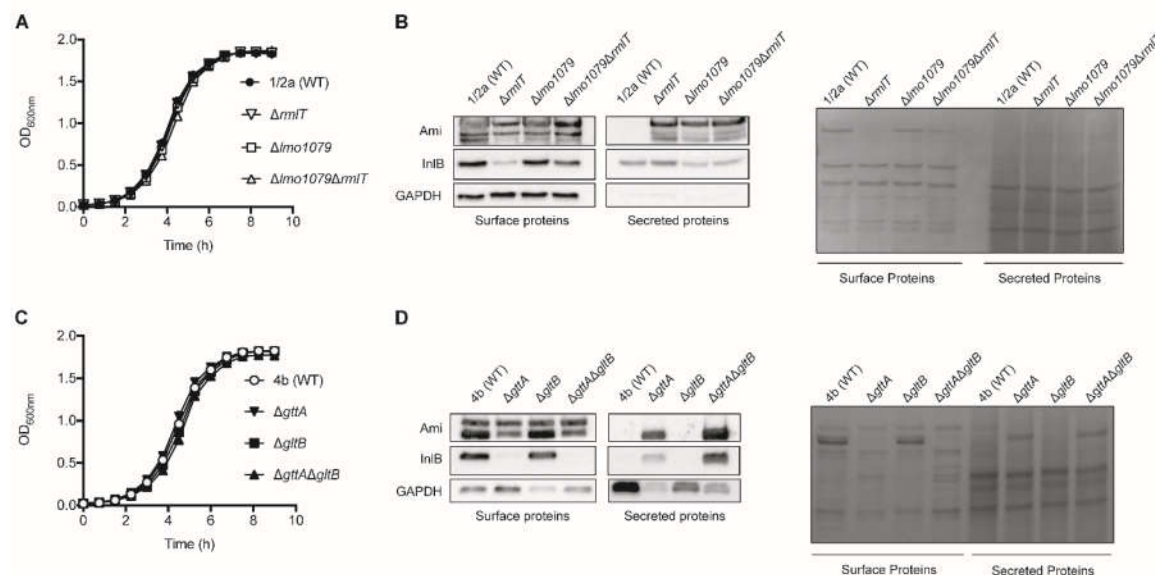 A
2.0
1.5
1.0
0.5
0.0
OD600nm
0 2 4 6 8 10
Time (h)
1/2a (WT)
ΔrmlT
Δlmo1079
Δlmo1079ΔrmlT
B
1/2a (WT) ΔrmlT Δlmo1079 Δlmo1079ΔrmlT 1/2a (WT) ΔrmlT Δlmo1079 Δlmo1079ΔrmlT
Ami
InlB
GAPDH
Surface proteins Secreted proteins
1/2a (WT) ΔrmlT Δlmo1079 Δlmo1079ΔrmlT 1/2a (WT) ΔrmlT Δlmo1079 Δlmo1079ΔrmlT
Surface Proteins Secreted Proteins
C
2.0
1.5
1.0
0.5
0.0
OD600nm
0 2 4 6 8 10
Time (h)
4b (WT)
ΔgttA
ΔgltB
ΔgttAΔgltB
D
4b (WT) ΔgttA ΔgltB ΔgttAΔgltB 4b (WT) ΔgttA ΔgltB ΔgttAΔgltB
Ami
InlB
GAPDH
Surface proteins Secreted proteins
4b (WT) ΔgttA ΔgltB ΔgttAΔgltB 4b (WT) ΔgttA ΔgltB ΔgttAΔgltB
Surface Proteins Secreted Proteins